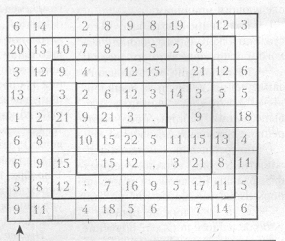 6 14 2 8 9 8 19 12 3
20 15 10 7 8 5 2 8
3 12 9 4 . 12 15 21 12 6
13 . 3 2 6 12 3 14 3 5 5
1 2 21 9 21 3 . 9 18
6 8 10 15 22 5 11 15 13 4
6 9 15 15 12 . 3 21 8 11
3 8 12 : 7 16 9 5 17 11 5
9 11 4 18 5 6 7 14 6